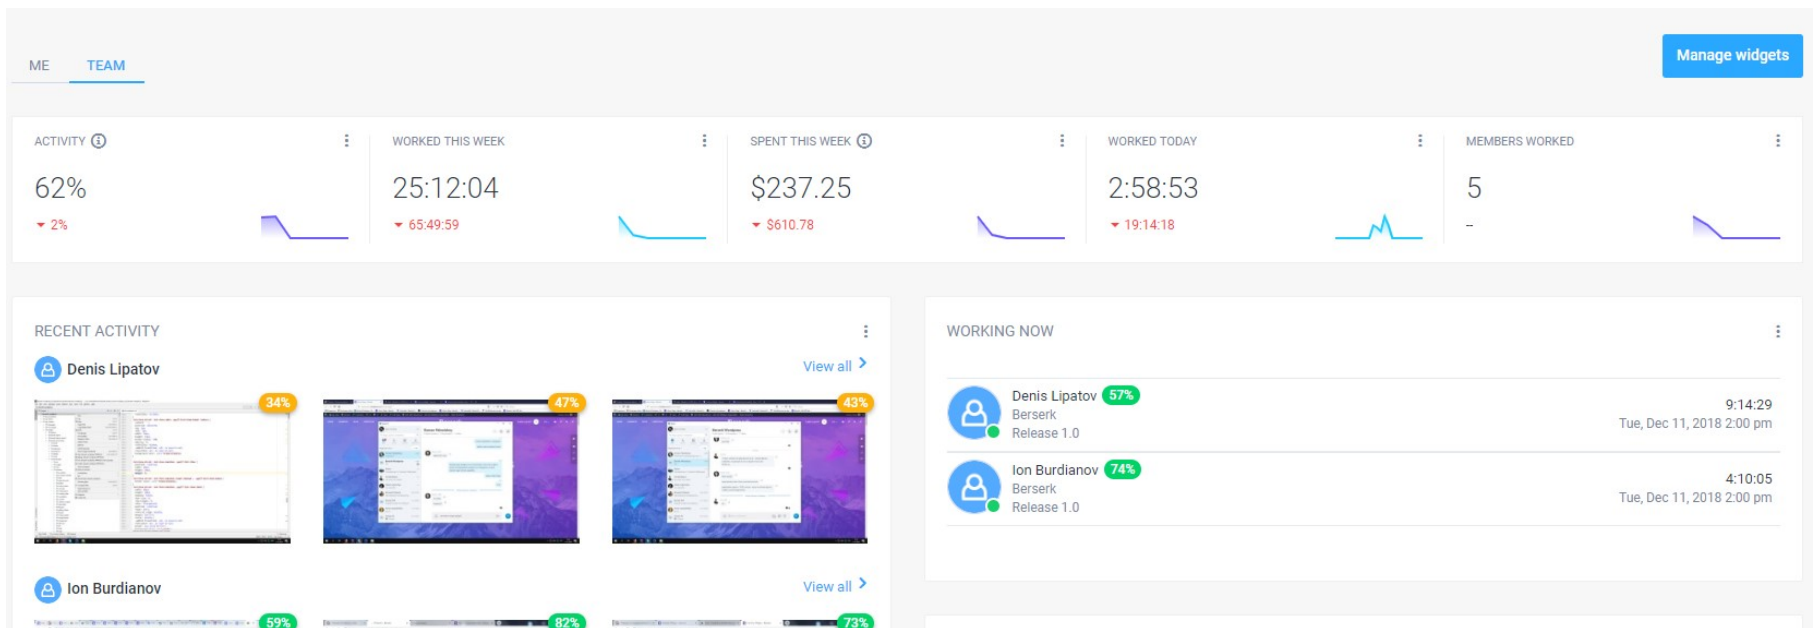 ME TEAM Manage widgets
ACTIVITY WORKED THIS WEEK SPENT THIS WEEK WORKED TODAY MEMBERS WORKED
62% 25:12:04 $237.25 2:58:53 5
2% 65:49:59 $610.78 19:14:18 --
RECENT ACTIVITY
Denis Lipatov View all
34% 47% 43%
Ion Burdianov View all
59% 82% 73%
WORKING NOW
Denis Lipatov 57%
Berserk 9:14:29
Release 1.0 Tue, Dec 11, 2018 2:00 pm
Ion Burdianov 74%
Berserk 4:10:05
Release 1.0 Tue, Dec 11, 2018 2:00 pm